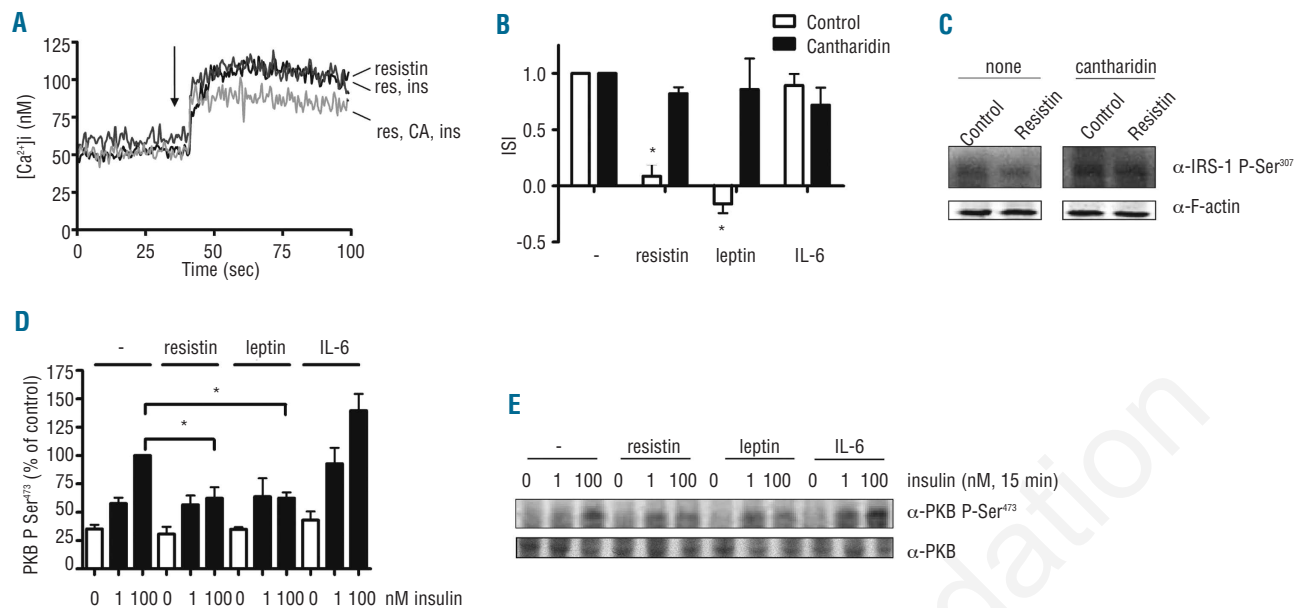 A
125
100
75
50
25
0
[Ca²⁺]i (nM)
0 25 50 75 100
Time (sec)
resistin
res, ins
res, CA, ins
B
Control
Cantharidin
1.0
0.5
0.0
-0.5
ISI
*
*
- resistin leptin IL-6
C
none cantharidin
Control Resistin Control Resistin
α-IRS-1 P-Ser³⁰⁷
α-F-actin
D
- resistin leptin IL-6
175
150
125
100
75
50
25
0
PKB P Ser⁴⁷³ (% of control)
*
*
0 1 100 0 1 100 0 1 100 0 1 100 nM insulin
E
- resistin leptin IL-6
0 1 100 0 1 100 0 1 100 0 1 100 insulin (nM, 15 min)
α-PKB P-Ser⁴⁷³
α-PKB
dation